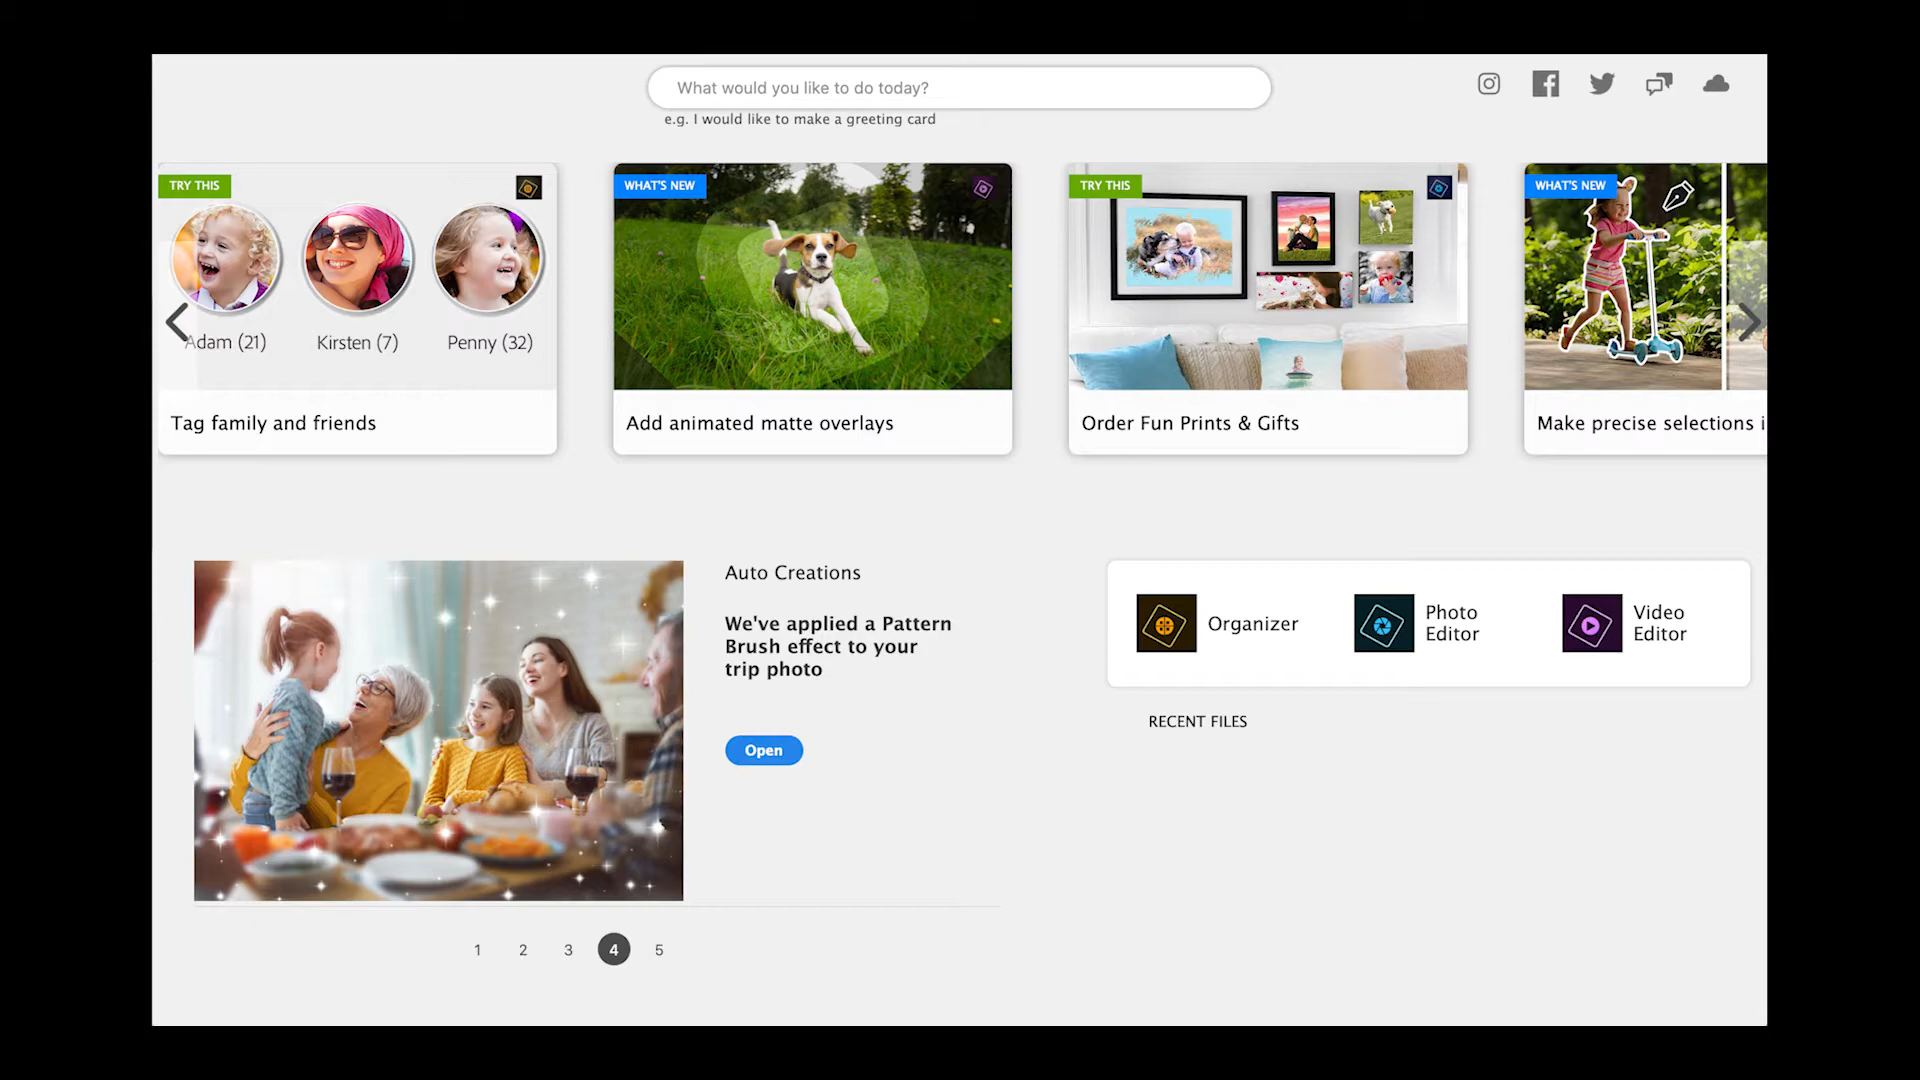 What would you like to do today?
e.g. I would like to make a greeting card
TRY THIS
Adam (21)
Kirsten (7)
Penny (32)
Tag family and friends
WHAT'S NEW
Add animated matte overlays
TRY THIS
Order Fun Prints & Gifts
WHAT'S NEW
Make precise selections i
Auto Creations
We've applied a Pattern
Brush effect to your
trip photo
Open
1 2 3 4 5
Organizer
Photo
Editor
Video
Editor
RECENT FILES